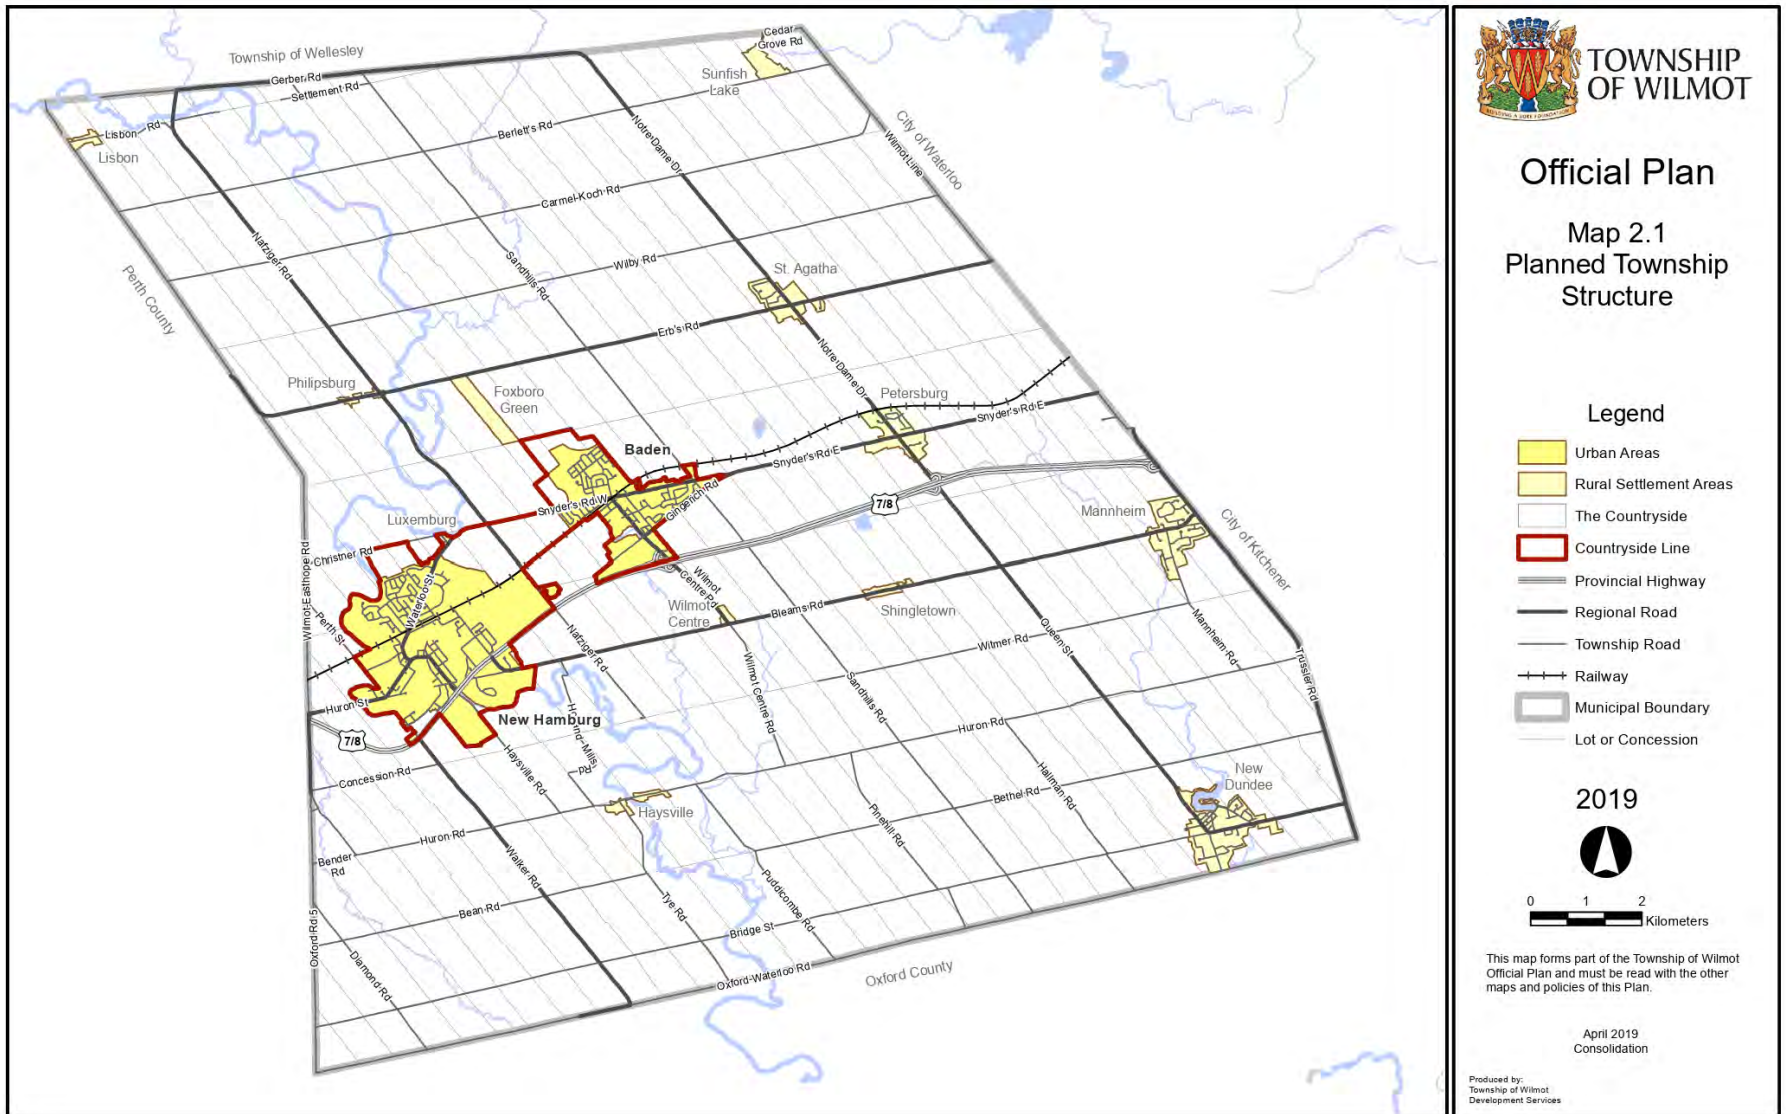 Cedar
Grove Rd
Township of Wellesley
Gerber Rd
Settlement Rd
Sunfish
Lake
Lisbon Rd
Lisbon
Berlett's Rd
Notre Dame Dr
City of Waterloo
Wilmot Line
Carmel-Koch Rd
Nafziger Rd
Sandhills Rd
Wilby Rd
St. Agatha
Perth County
Erb's Rd
Notre Dame Dr
Philipsburg
Foxboro
Green
Petersburg
Snyder's Rd E
Baden
Snyder's Rd E
Gingerich Rd
Snyder's Rd W
7/8
Luxemburg
Mannheim
City of Kitchener
Christner Rd
Wilmot-Easthope Rd
Waterloo St
Perth St
Wilmot
Centre Rd
Wilmot
Centre
Bleams Rd
Shingletown
Nafziger Rd
Witmer Rd
Queen St
Mannheim Rd
Trussler Rd
Wilmot Centre Rd
Sandhills Rd
Huron St
New Hamburg
7/8
Huron Rd
Haysville Rd
Concession Rd
Rd
Hallman Rd
New
Dundee
Bethel Rd
Haysville
Pinehill Rd
Huron Rd
Bender
Rd
Walker Rd
Puddicombe Rd
Tye Rd
Bean Rd
Bridge St
Oxford Rd 5
Diamond Rd
Oxford-Waterloo Rd
Oxford County
TOWNSHIP
OF WILMOT
Official Plan
Map 2.1
Planned Township
Structure
Legend
Urban Areas
Rural Settlement Areas
The Countryside
Countryside Line
Provincial Highway
Regional Road
Township Road
Railway
Municipal Boundary
Lot or Concession
2019
0 1 2
Kilometers
This map forms part of the Township of Wilmot
Official Plan and must be read with the other
maps and policies of this Plan.
April 2019
Consolidation
Produced by:
Township of Wilmot
Development Services